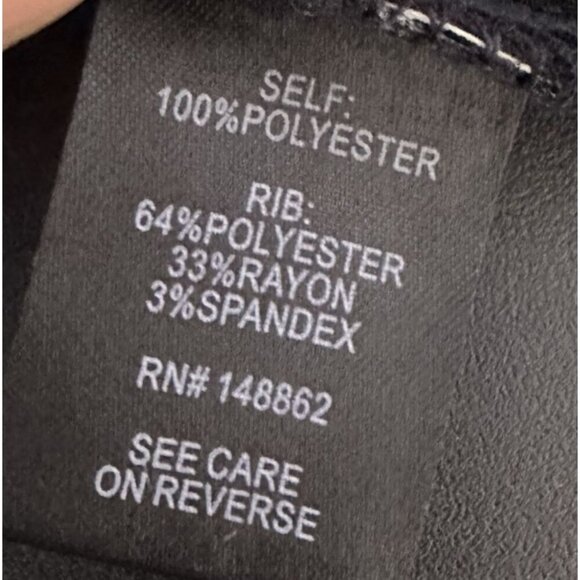 SELF:
100%POLYESTER
RIB:
64%POLYESTER
33%RAYON
3%SPANDEX
RN# 148862
SEE CARE
ON REVERSE